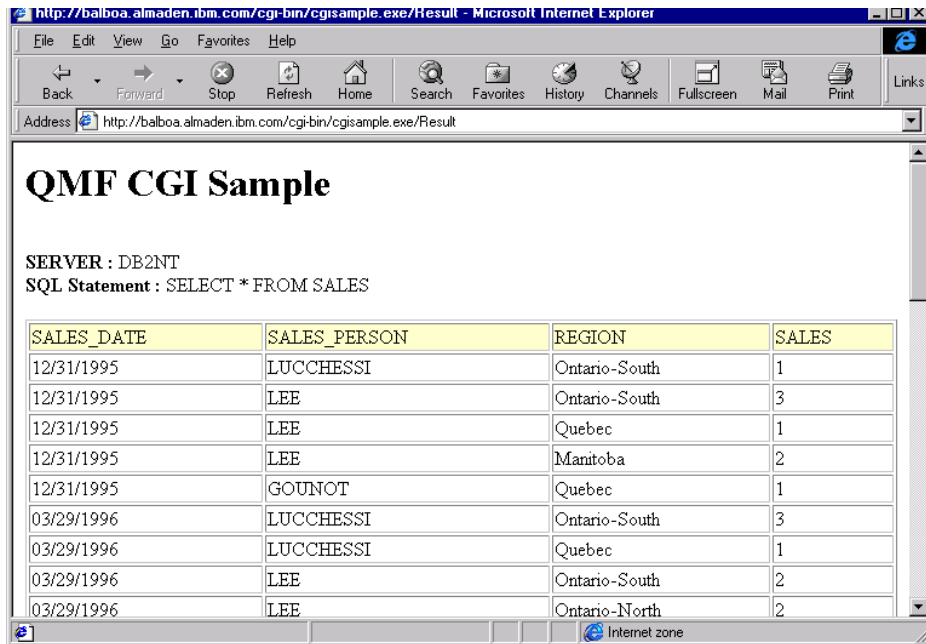 http://balboa.almaden.ibm.com/cgi-bin/cgisample.exe/Result - Microsoft Internet Explorer
File Edit View Go Favorites Help
Back Forward Stop Refresh Home Search Favorites History Channels Fullscreen Mail Print Links
Address http://balboa.almaden.ibm.com/cgi-bin/cgisample.exe/Result
QMF CGI Sample
SERVER : DB2NT
SQL Statement : SELECT * FROM SALES
SALES_DATE SALES_PERSON REGION SALES
12/31/1995 LUCCHESSI Ontario-South 1
12/31/1995 LEE Ontario-South 3
12/31/1995 LEE Quebec 1
12/31/1995 LEE Manitoba 2
12/31/1995 GOUNOT Quebec 1
03/29/1996 LUCCHESSI Ontario-South 3
03/29/1996 LUCCHESSI Quebec 1
03/29/1996 LEE Ontario-South 2
03/29/1996 LEE Ontario-North 2
Internet zone